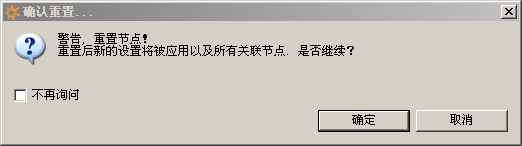 确认重置...
警告, 重置节点!
重置后新的设置将被应用以及所有关联节点. 是否继续?
不再询问
确定
取消